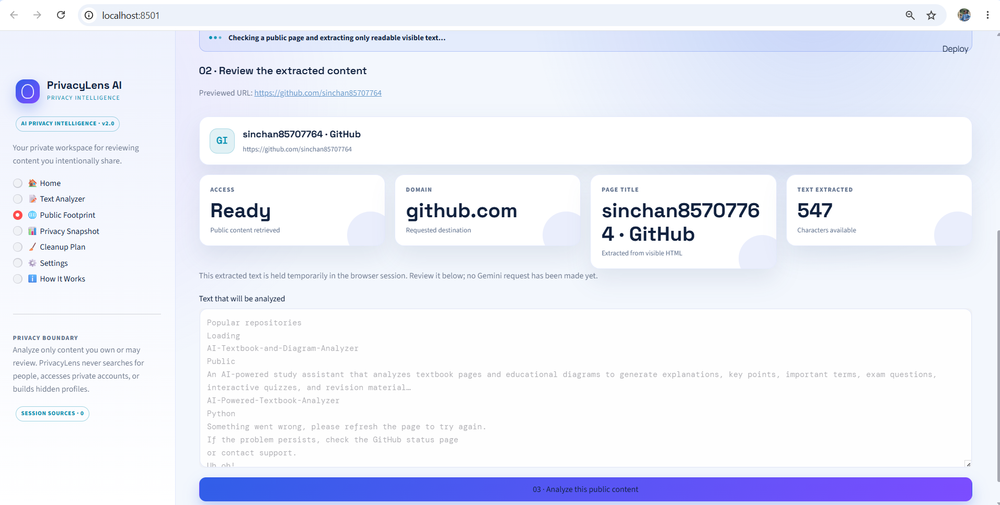 localhost:8501
PrivacyLens AI
PRIVACY INTELLIGENCE
AI PRIVACY INTELLIGENCE · v2.0
Your private workspace for reviewing
content you intentionally share.
Home
Text Analyzer
Public Footprint
Privacy Snapshot
Cleanup Plan
Settings
How It Works
PRIVACY BOUNDARY
Analyze only content you own or may
review. PrivacyLens never searches for
people, accesses private accounts, or
builds hidden profiles.
SESSION SOURCES · 0
Checking a public page and extracting only readable visible text...
Deploy
02 · Review the extracted content
Previewed URL: https://github.com/sinchan85707764
GI
sinchan85707764 · GitHub
https://github.com/sinchan85707764
ACCESS
Ready
Public content retrieved
DOMAIN
github.com
Requested destination
PAGE TITLE
sinchan8570776
4 · GitHub
Extracted from visible HTML
TEXT EXTRACTED
547
Characters available
This extracted text is held temporarily in the browser session. Review it below; no Gemini request has been made yet.
Text that will be analyzed
Popular repositories
Loading
AI-Textbook-and-Diagram-Analyzer
Public
An AI-powered study assistant that analyzes textbook pages and educational diagrams to generate explanations, key points, important terms, exam questions,
interactive quizzes, and revision material…
AI-Powered-Textbook-Analyzer
Python
Something went wrong, please refresh the page to try again.
If the problem persists, check the GitHub status page
or contact support.
Uh oh!
03 · Analyze this public content